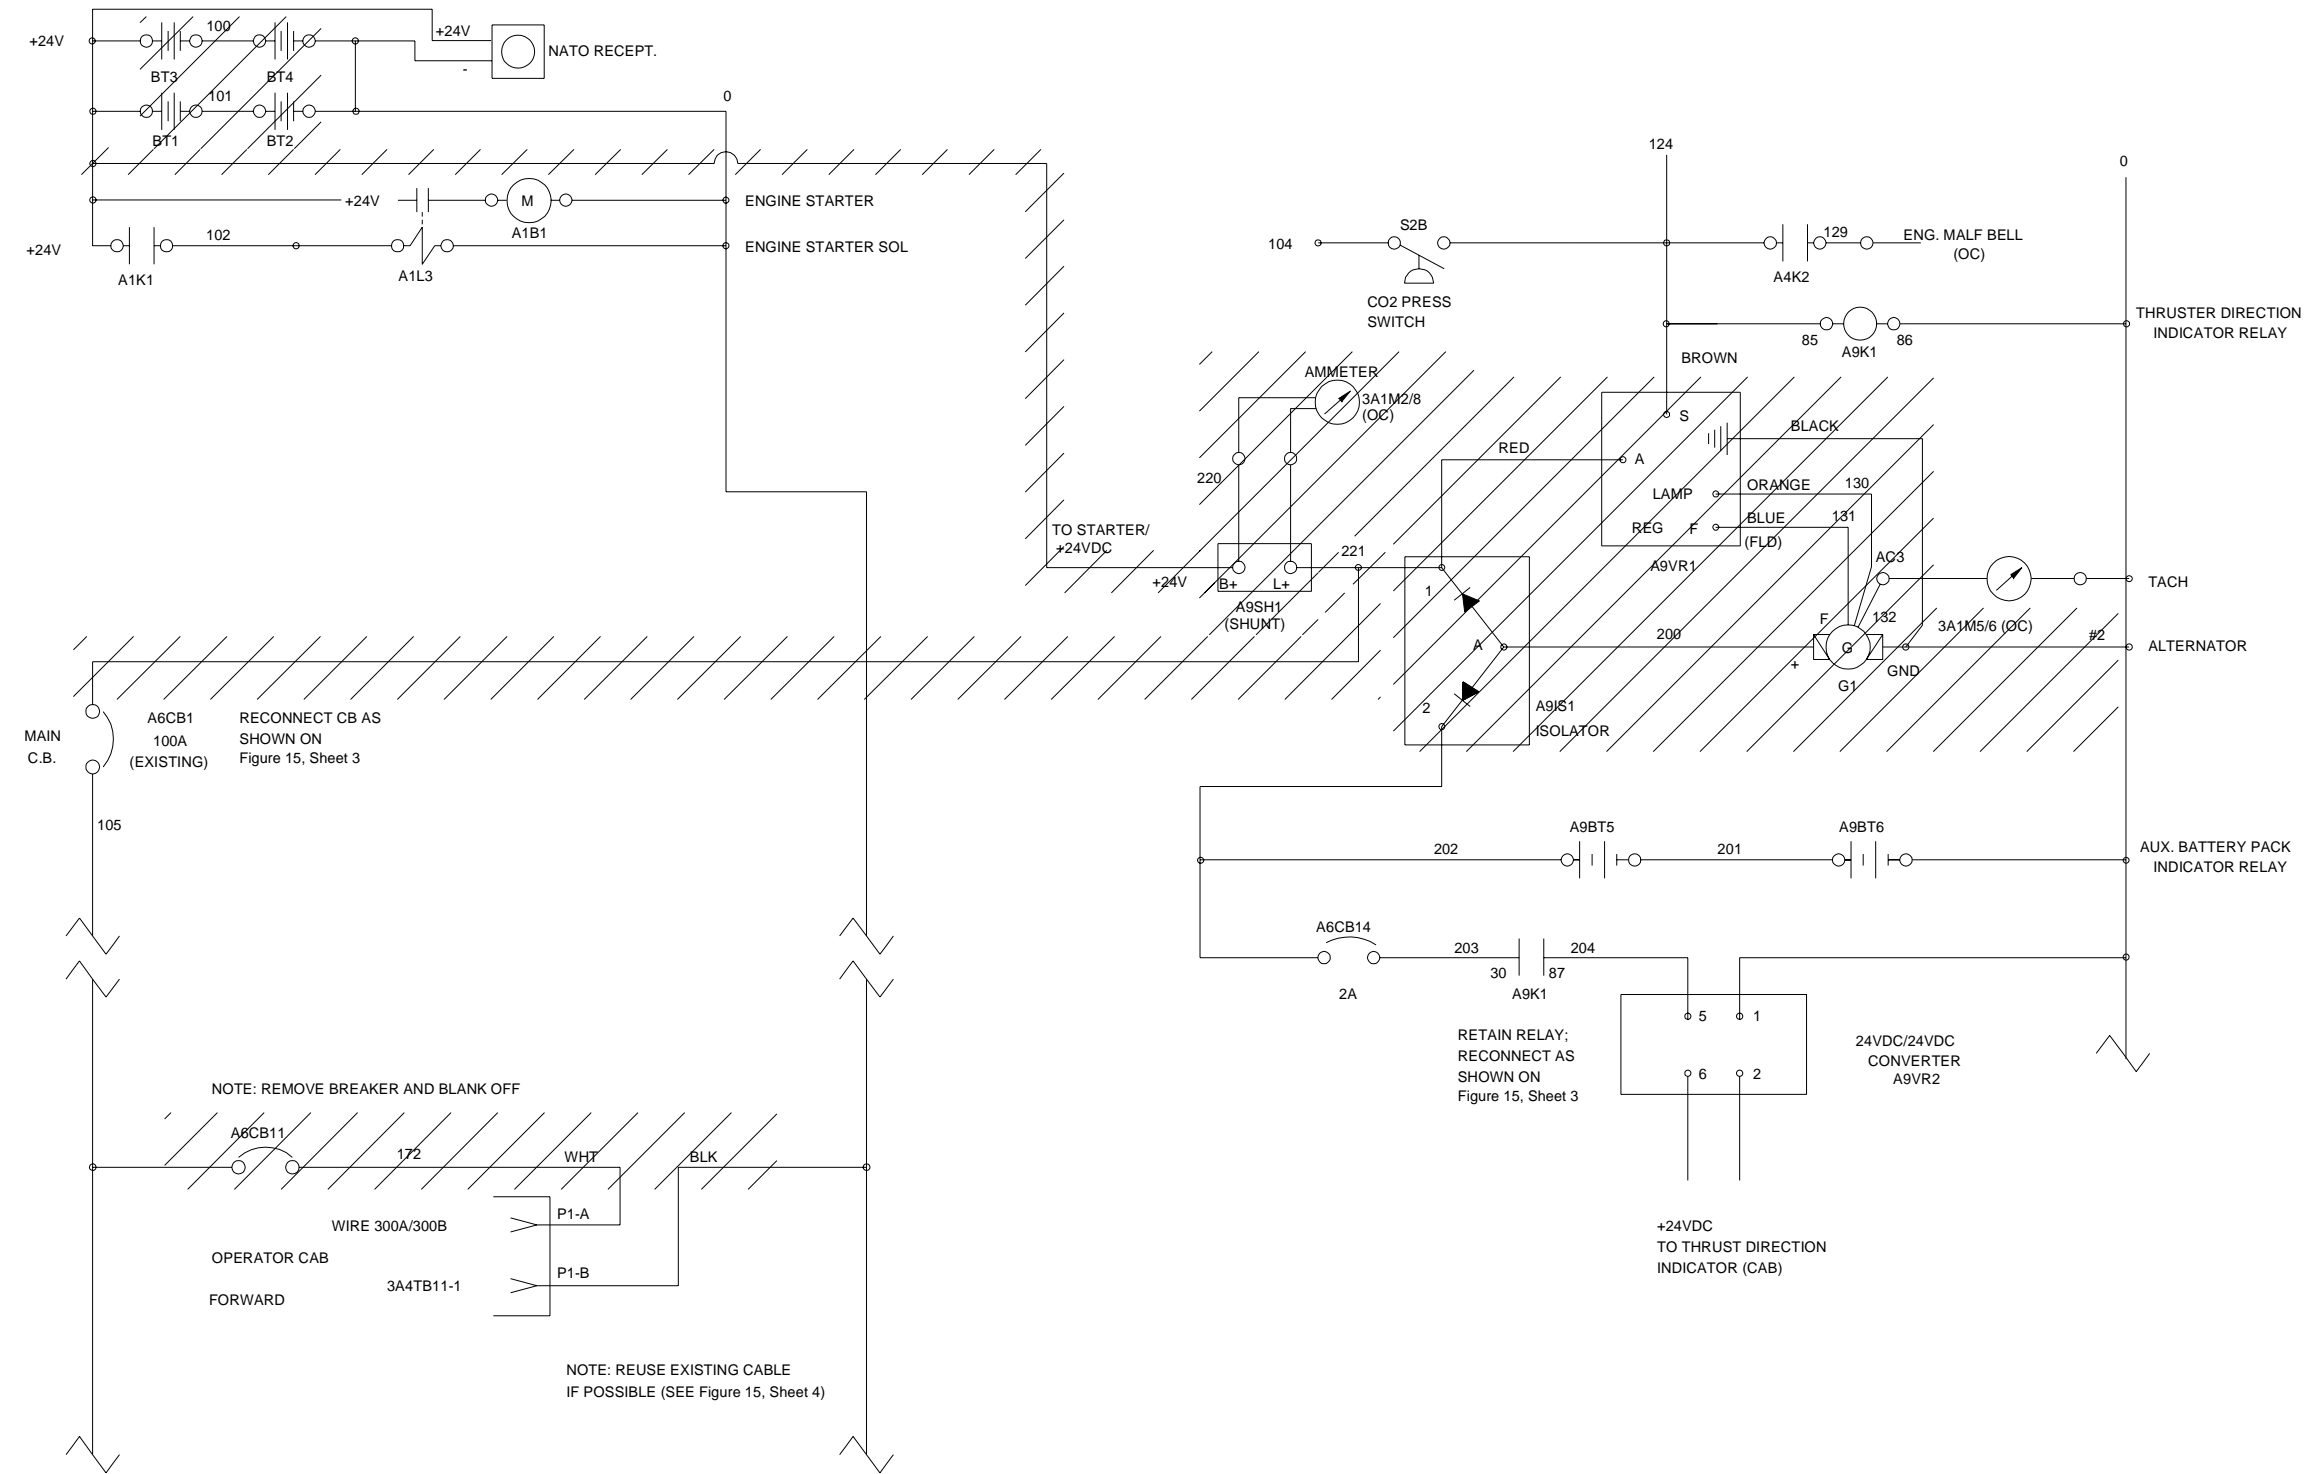 100
+24V
+24V
NATO RECEPT.
-
BT3
BT4
101
0
BT1
BT2
+24V
M
ENGINE STARTER
A1B1
+24V
102
ENGINE STARTER SOL
A1K1
A1L3
124
0
104
S2B
129
ENG. MALF BELL
(OC)
A4K2
CO2 PRESS
SWITCH
THRUSTER DIRECTION
INDICATOR RELAY
85
86
A9K1
BROWN
AMMETER
3A1M2/8
(OC)
S
BLACK
RED
A
220
LAMP
ORANGE
130
REG
F
BLUE
131
(FLD)
TO STARTER/
+24VDC
221
A9VR1
AC3
+24V
B+
L+
TACH
1
A9SH1
(SHUNT)
F
132
3A1M5/6 (OC)
A
200
G
#2
ALTERNATOR
+
GND
G1
2
A9IS1
ISOLATOR
MAIN
C.B.
A6CB1
100A
(EXISTING)
RECONNECT CB AS
SHOWN ON
Figure 15, Sheet 3
105
A9BT5
A9BT6
202
201
AUX. BATTERY PACK
INDICATOR RELAY
A6CB14
203
204
30
87
2A
A9K1
5
1
RETAIN RELAY;
RECONNECT AS
SHOWN ON
Figure 15, Sheet 3
6
2
24VDC/24VDC
CONVERTER
A9VR2
NOTE: REMOVE BREAKER AND BLANK OFF
A6CB11
172
WHT
BLK
P1-A
WIRE 300A/300B
OPERATOR CAB
P1-B
3A4TB11-1
FORWARD
+24VDC
TO THRUST DIRECTION
INDICATOR (CAB)
NOTE: REUSE EXISTING CABLE
IF POSSIBLE (SEE Figure 15, Sheet 4)